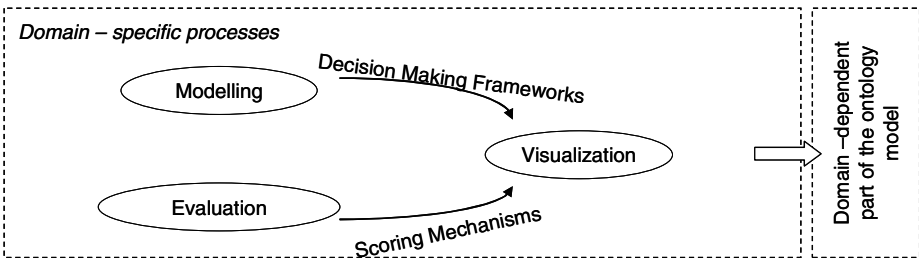 Domain – specific processes
Decision Making Frameworks
Modelling
Visualization
Evaluation
Scoring Mechanisms
Domain –dependent
part of the ontology
model